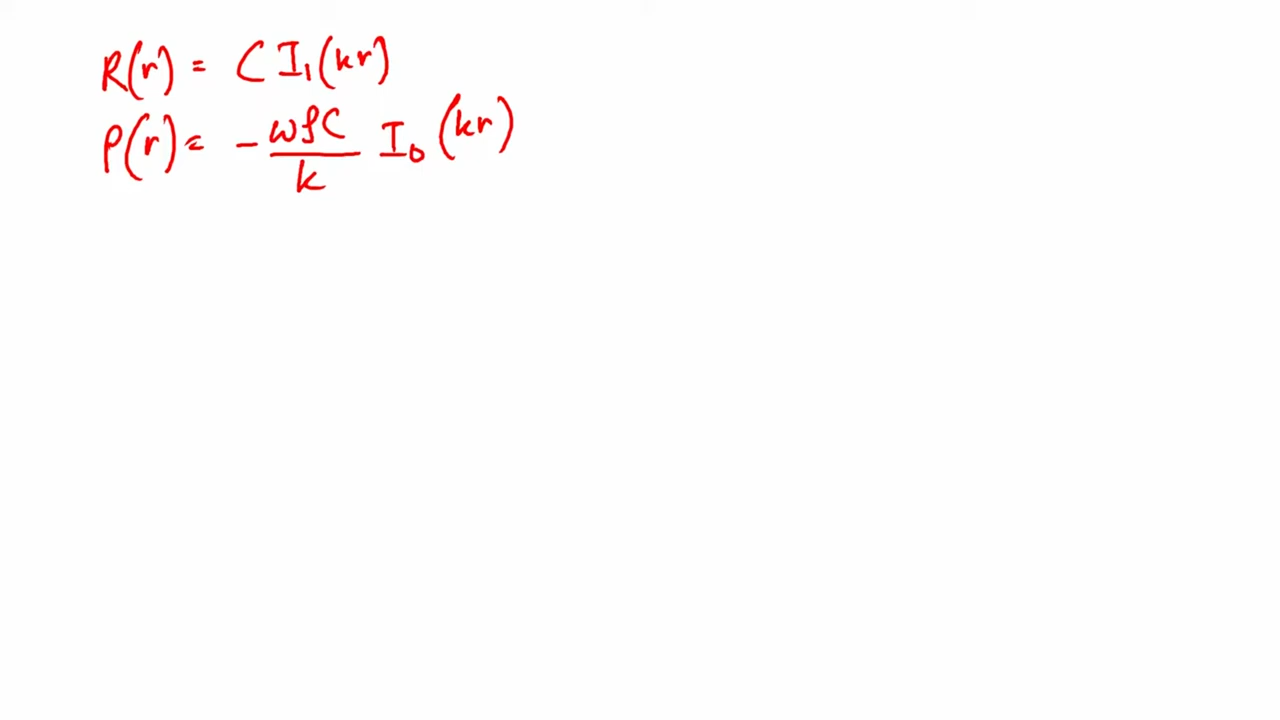 R(r) = C I₁(kr)
P(r) = - ωρC/k I₀(kr)